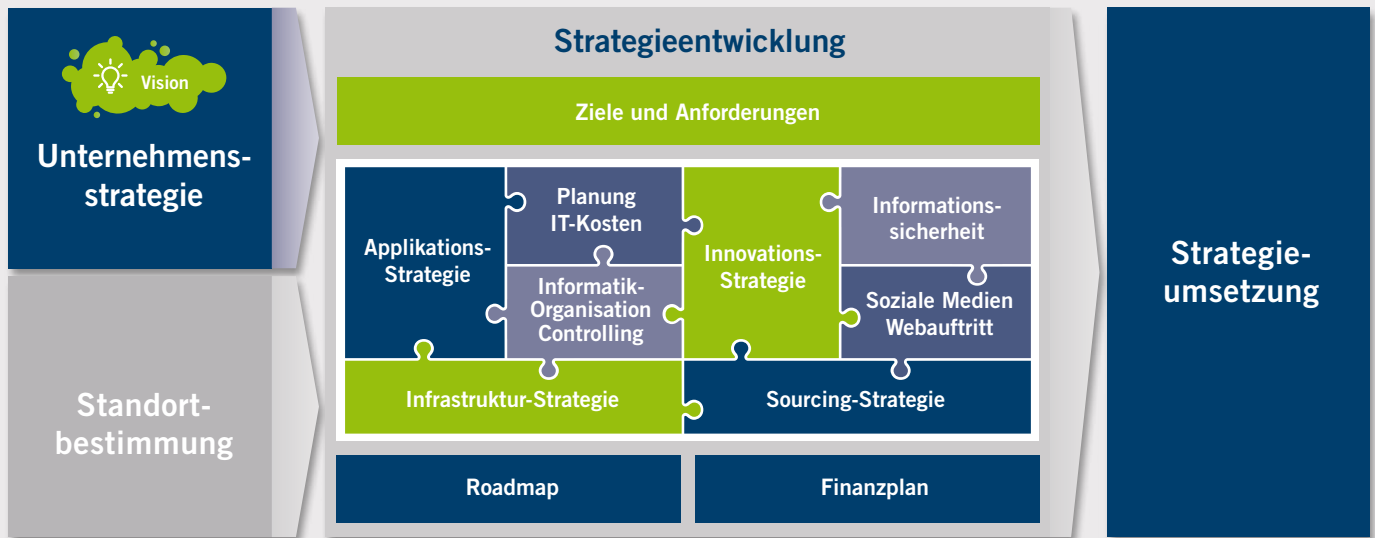 Vision
Unternehmens-
strategie
Standort-
bestimmung
Strategieentwicklung
Ziele und Anforderungen
Applikations-
Strategie
Planung
IT-Kosten
Informatik-
Organisation
Controlling
Innovations-
Strategie
Informations-
sicherheit
Soziale Medien
Webauftritt
Infrastruktur-Strategie
Sourcing-Strategie
Roadmap
Finanzplan
Strategie-
umsetzung